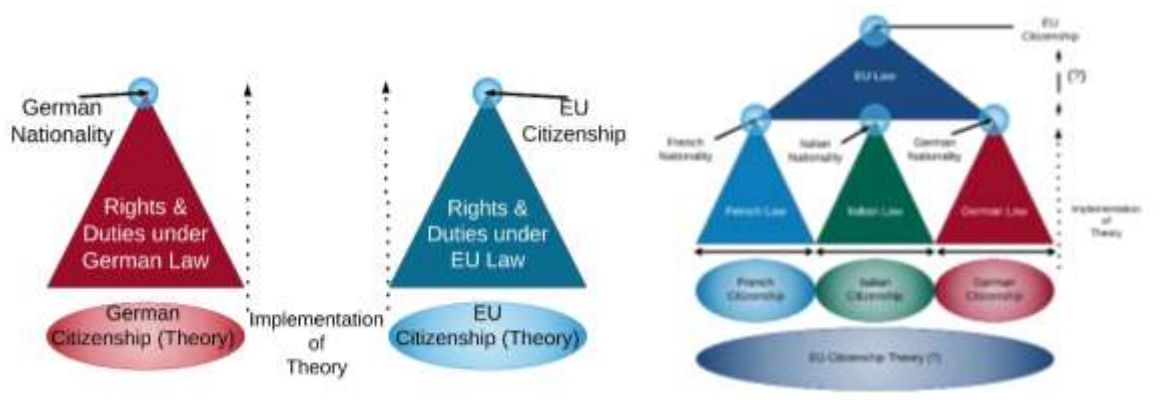 German
Nationality
EU
Citizenship
Rights &
Duties under
German Law
Rights &
Duties under
EU Law
German
Citizenship (Theory)
Implementation
of
Theory
EU
Citizenship (Theory)
EU
Citizenship
EU Law
(?)
French
Nationality
Italian
Nationality
German
Nationality
French Law
Italian Law
German Law
Implementation
of
Theory
French
Citizenship
Italian
Citizenship
German
Citizenship
EU Citizenship Theory (?)